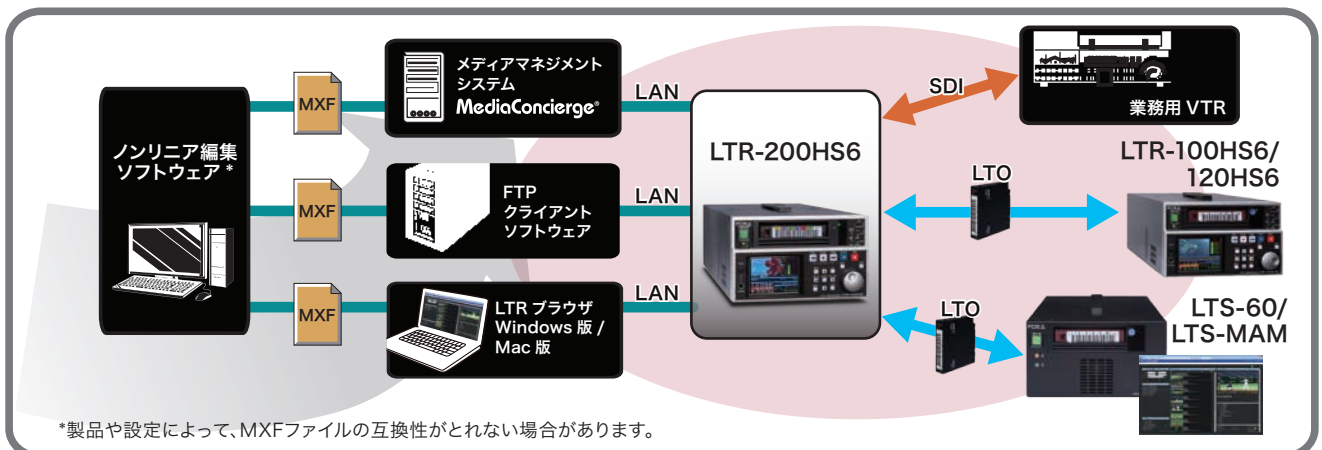 メディアマネジメント
システム
MediaConcierge®
MXF
LAN
SDI
業務用 VTR
ノンリニア編集
ソフトウェア *
LTR-200HS6
LTR-100HS6/
120HS6
LTO
MXF
FTP
クライアント
ソフトウェア
LAN
MXF
LTR ブラウザ
Windows 版 /
Mac 版
LAN
LTO
LTS-60/
LTS-MAM
*製品や設定によって、MXFファイルの互換性がとれない場合があります。